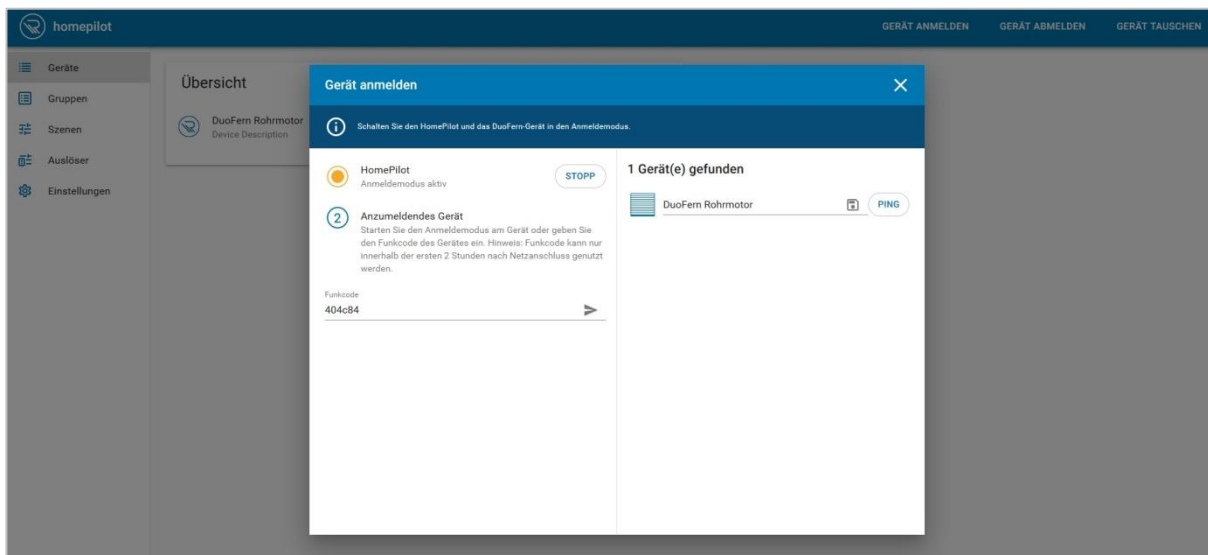 homepilot
GERÄT ANMELDEN
GERÄT ABMELDEN
GERÄT TAUSCHEN
Geräte
Gruppen
Szenen
Auslöser
Einstellungen
Übersicht
DuoFern Rohrmotor
Device Description
Gerät anmelden
Schalten Sie den HomePilot und das DuoFern-Gerät in den Anmeldemodus.
HomePilot
Anmeldemodus aktiv
STOPP
2
Anzumeldendes Gerät
Starten Sie den Anmeldemodus am Gerät oder geben Sie
den Funkcode des Gerätes ein. Hinweis: Funkcode kann nur
innerhalb der ersten 2 Stunden nach Netzanschluss genutzt
werden.
Funkcode
404c84
1 Gerät(e) gefunden
DuoFern Rohrmotor
PING